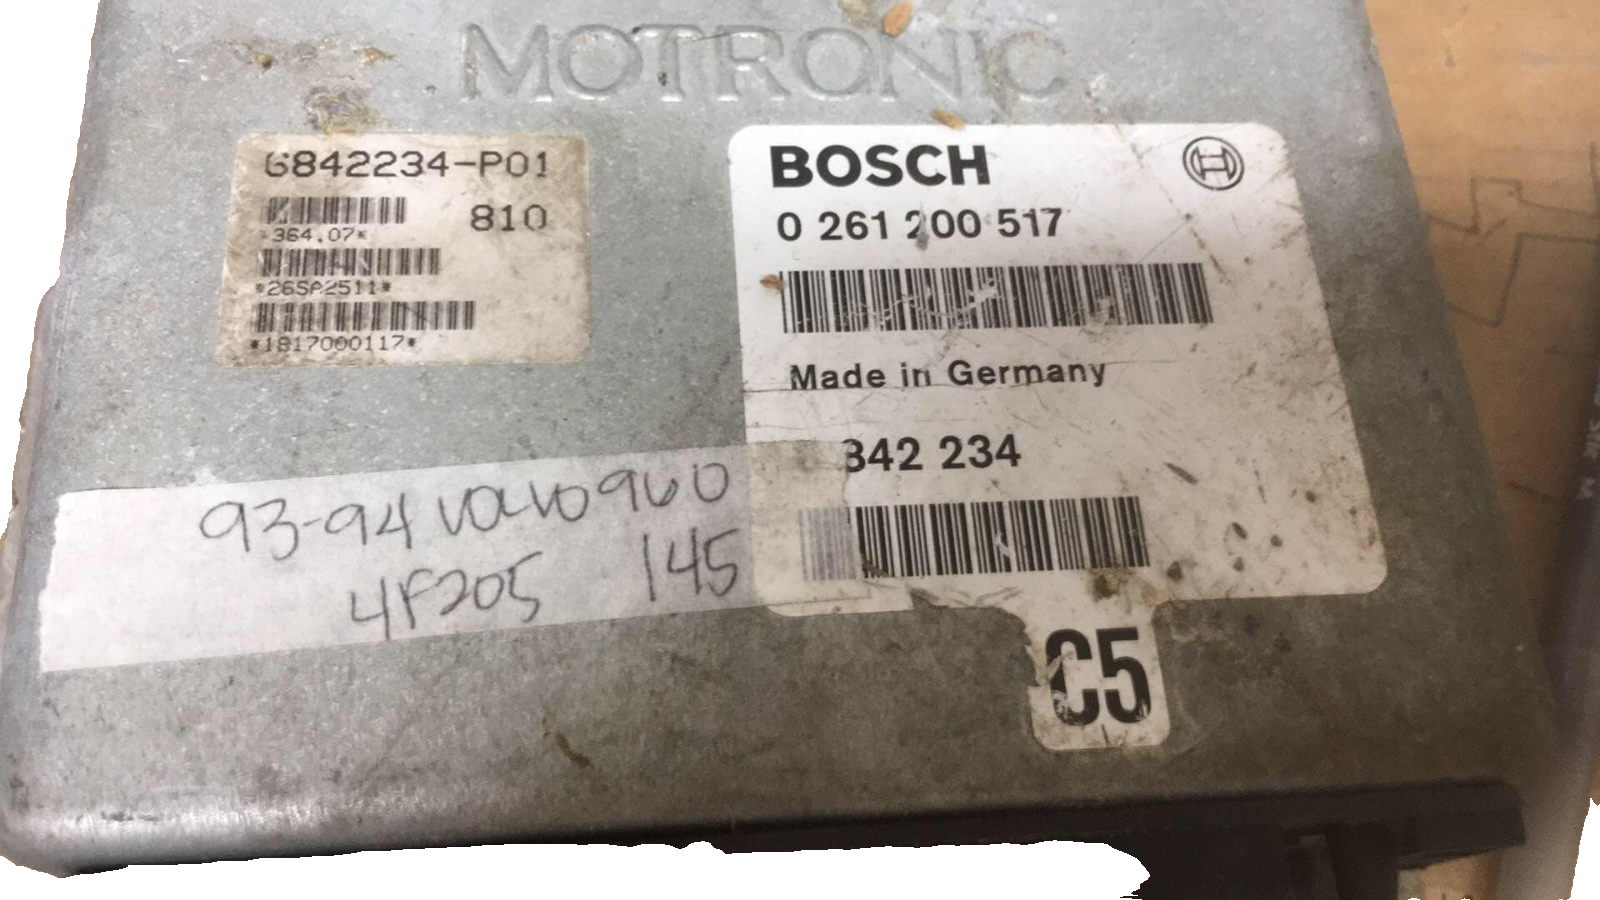 MOTRONIC
6842234-P01
810
*364.07*
*26SA2511*
*1817000117*
BOSCH
0 261 200 517
Made in Germany
842 234
C5
93-94 VOLVO 960
4P205 145